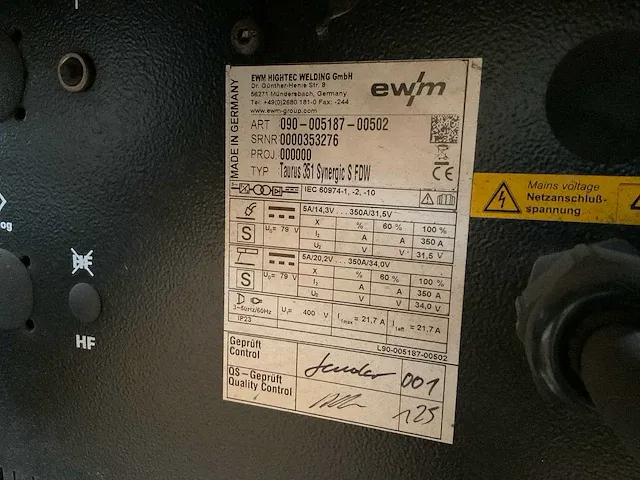 EWM HIGHTEC WELDING GmbH
Dr. Günther-Henle Str. 8
56271 Mündersbach, Germany
Tel: +49(0)2680 181-0 Fax: -244
www.ewm-group.com
ewm
MADE IN GERMANY
ART 090-005187-00502
SRNR 0000353276
PROJ 000000
TYP Taurus 351 Synergic S FDW
CE
IEC 60974-1, -2, -10
5A/14,3V...350A/31,5V
X % 60 % 100 %
S U₀= 79 V I₂ A A 350 A
U₂ V V 31,5 V
5A/20,2V...350A/34,0V
X % 60 % 100 %
S U₀= 79 V I₂ A A 350 A
U₂ V V 34,0 V
3~50Hz/60Hz U₁= 400 V I₁max = 21,7 A I₁eff = 21,7 A
IP23
L90-005187-00502
Geprüft
Control
001
QS-Geprüft
Quality Control
125
Mains voltage
Netzanschluß-
spannung
og
HF
HF